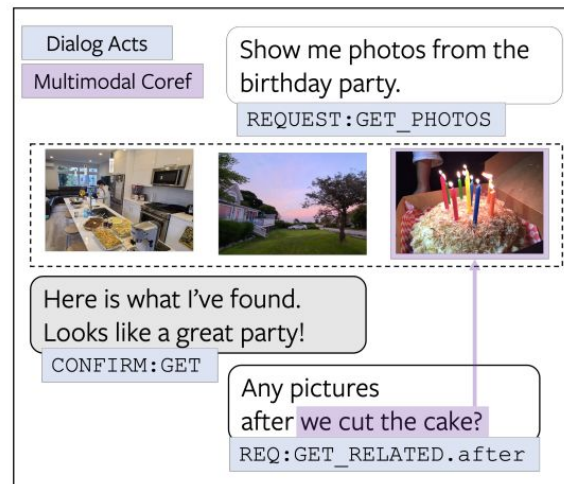 Dialog Acts
Multimodal Coref
Show me photos from the
birthday party.
REQUEST:GET_PHOTOS
Here is what I've found.
Looks like a great party!
CONFIRM:GET
Any pictures
after we cut the cake?
REQ:GET_RELATED.after